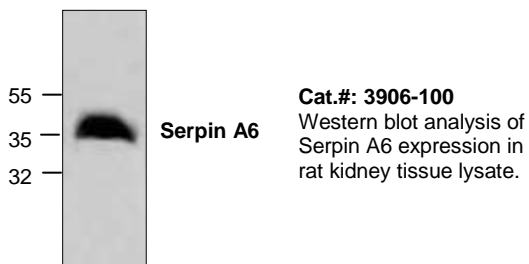 55
35
32
Serpin A6
Cat.#: 3906-100
Western blot analysis of
Serpin A6 expression in
rat kidney tissue lysate.